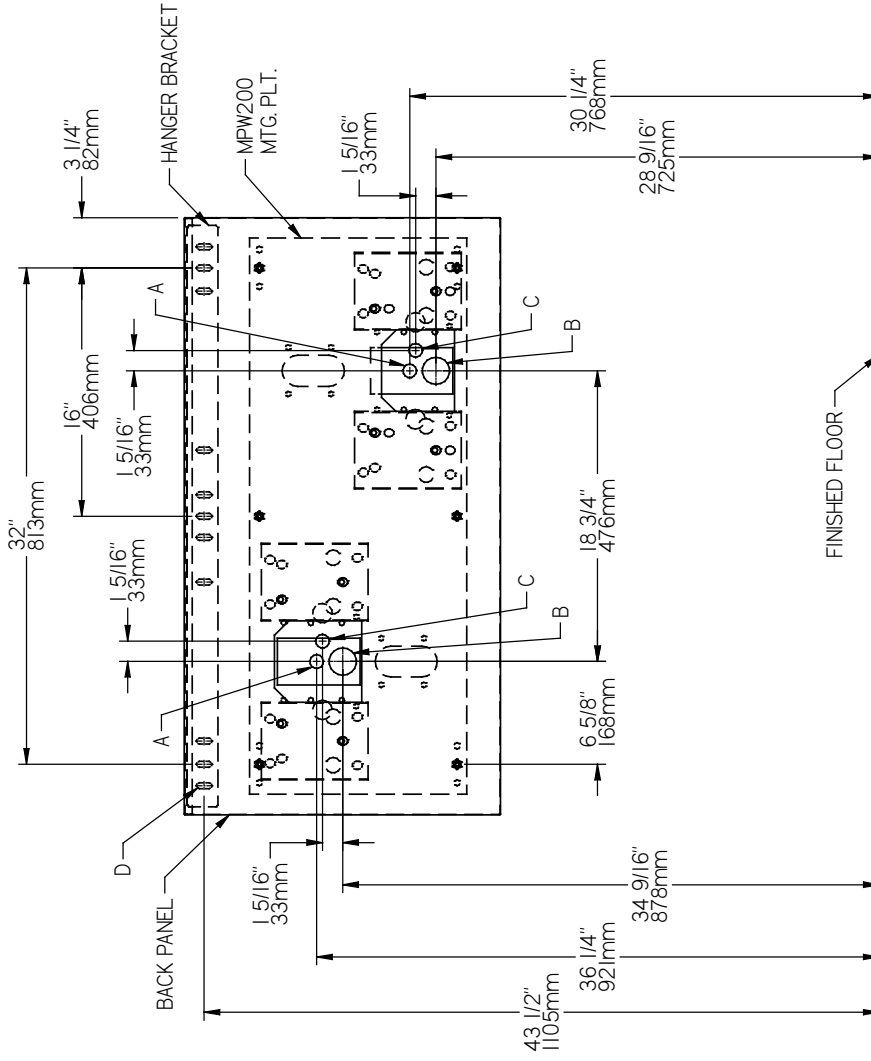 HANGER BRACKET
3 1/4"
82mm
MPW200
MTG. PLT.
1 5/16"
33mm
30 1/4"
768mm
28 9/16"
725mm
32"
813mm
16"
406mm
1 5/16"
33mm
A
C
B
1 5/16"
33mm
18 3/4"
476mm
FINISHED FLOOR
A
C
B
6 5/8"
168mm
D
BACK PANEL
1 5/16"
33mm
34 9/16"
878mm
36 1/4"
921mm
43 1/2"
1105mm